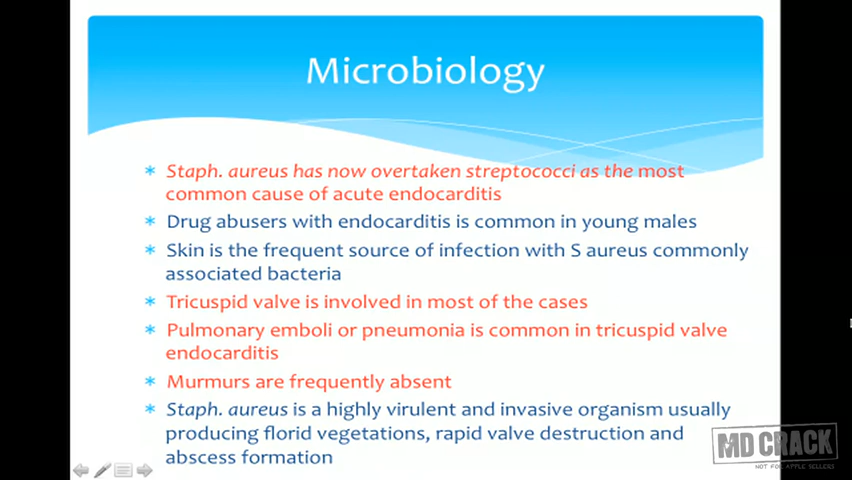 Microbiology
Staph. aureus has now overtaken streptococci as the most
common cause of acute endocarditis
Drug abusers with endocarditis is common in young males
Skin is the frequent source of infection with S aureus commonly
associated bacteria
Tricuspid valve is involved in most of the cases
Pulmonary emboli or pneumonia is common in tricuspid valve
endocarditis
Murmurs are frequently absent
Staph. aureus is a highly virulent and invasive organism usually
producing florid vegetations, rapid valve destruction and
abscess formation
MD CRACK
NOT FOR APPLE SELLERS